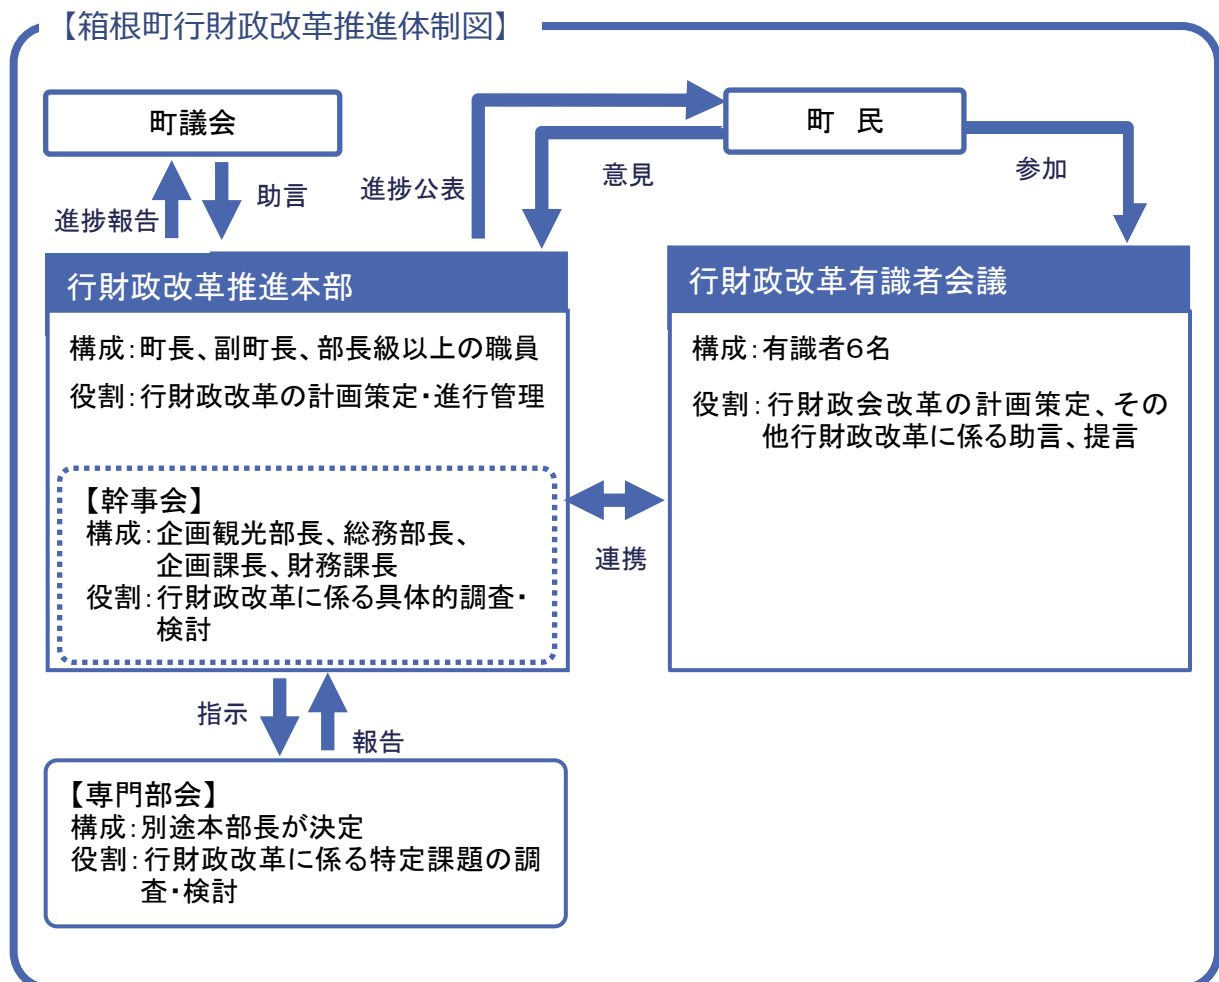 【箱根町行財政改革推進体制図】
町議会
町　民
進捗報告
助言
進捗公表
意見
参加
行財政改革推進本部
構成：町長、副町長、部長級以上の職員
役割：行財政改革の計画策定・進行管理
【幹事会】
構成：企画観光部長、総務部長、
企画課長、財務課長
役割：行財政改革に係る具体的調査・
検討
連携
行財政改革有識者会議
構成：有識者６名
役割：行財政会改革の計画策定、その
他行財政改革に係る助言、提言
指示
報告
【専門部会】
構成：別途本部長が決定
役割：行財政改革に係る特定課題の調
査・検討